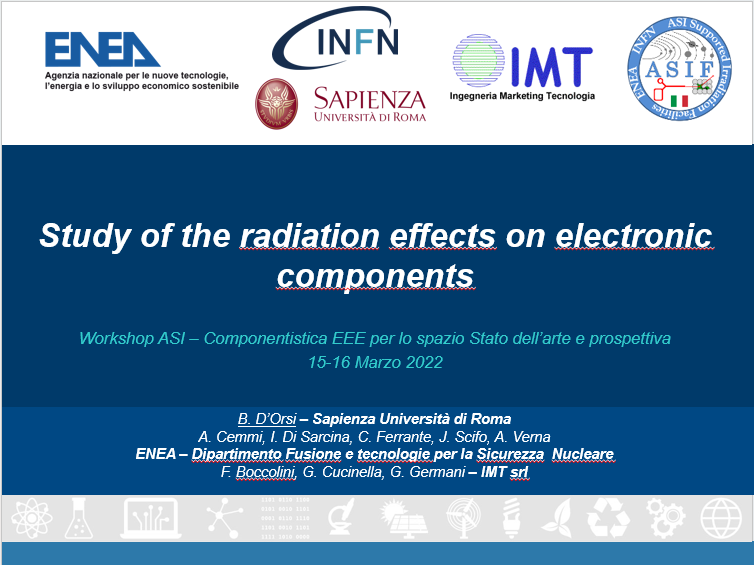 ENEA
Agenzia nazionale per le nuove tecnologie,
l'energia e lo sviluppo economico sostenibile
INFN
SAPIENZA
UNIVERSITÀ DI ROMA
IMT
Ingegneria Marketing Tecnologia
ENEA INFN ASI Supported Irradiation Facilities
ASIF
Study of the radiation effects on electronic
components
Workshop ASI – Componentistica EEE per lo spazio Stato dell'arte e prospettiva
15-16 Marzo 2022
B. D'Orsi – Sapienza Università di Roma
A. Cemmi, I. Di Sarcina, C. Ferrante, J. Scifo, A. Verna
ENEA – Dipartimento Fusione e tecnologie per la Sicurezza Nucleare
F. Boccolini, G. Cucinella, G. Germani – IMT srl